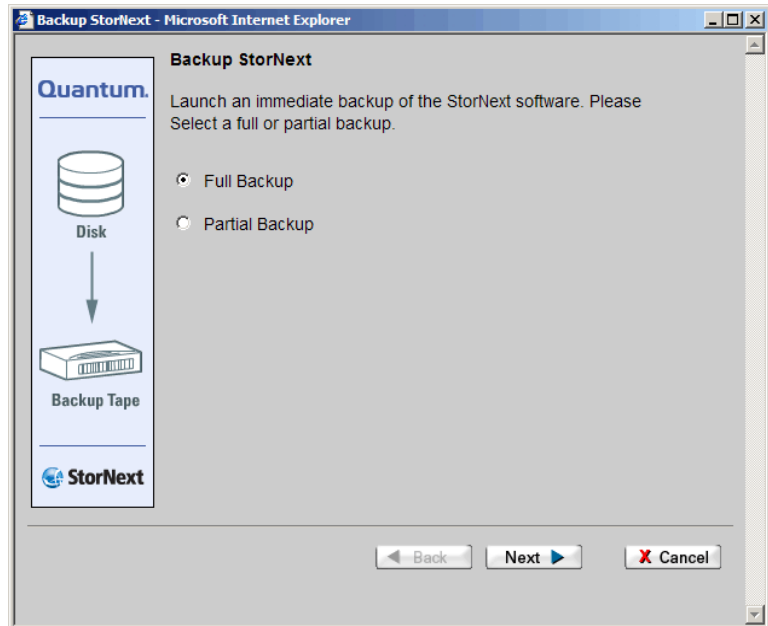 Backup StorNext - Microsoft Internet Explorer
Quantum.
Disk
Backup Tape
StorNext
Backup StorNext
Launch an immediate backup of the StorNext software. Please
Select a full or partial backup.
Full Backup
Partial Backup
Back
Next
X Cancel